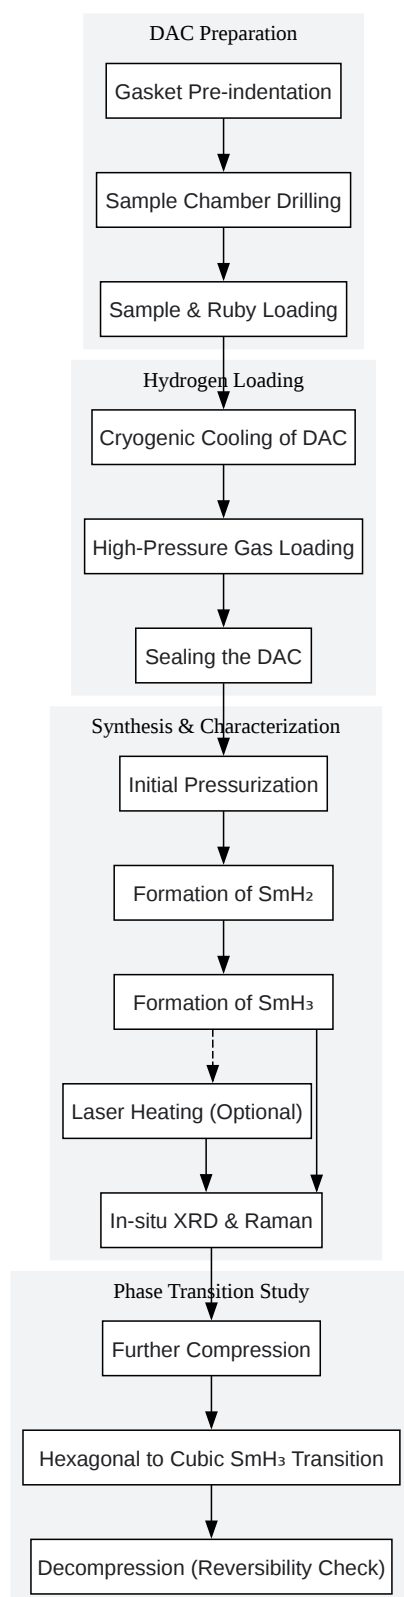 DAC Preparation
Gasket Pre-indentation
Sample Chamber Drilling
Sample & Ruby Loading
Hydrogen Loading
Cryogenic Cooling of DAC
High-Pressure Gas Loading
Sealing the DAC
Synthesis & Characterization
Initial Pressurization
Formation of SmH₂
Formation of SmH₃
Laser Heating (Optional)
In-situ XRD & Raman
Phase Transition Study
Further Compression
Hexagonal to Cubic SmH₃ Transition
Decompression (Reversibility Check)